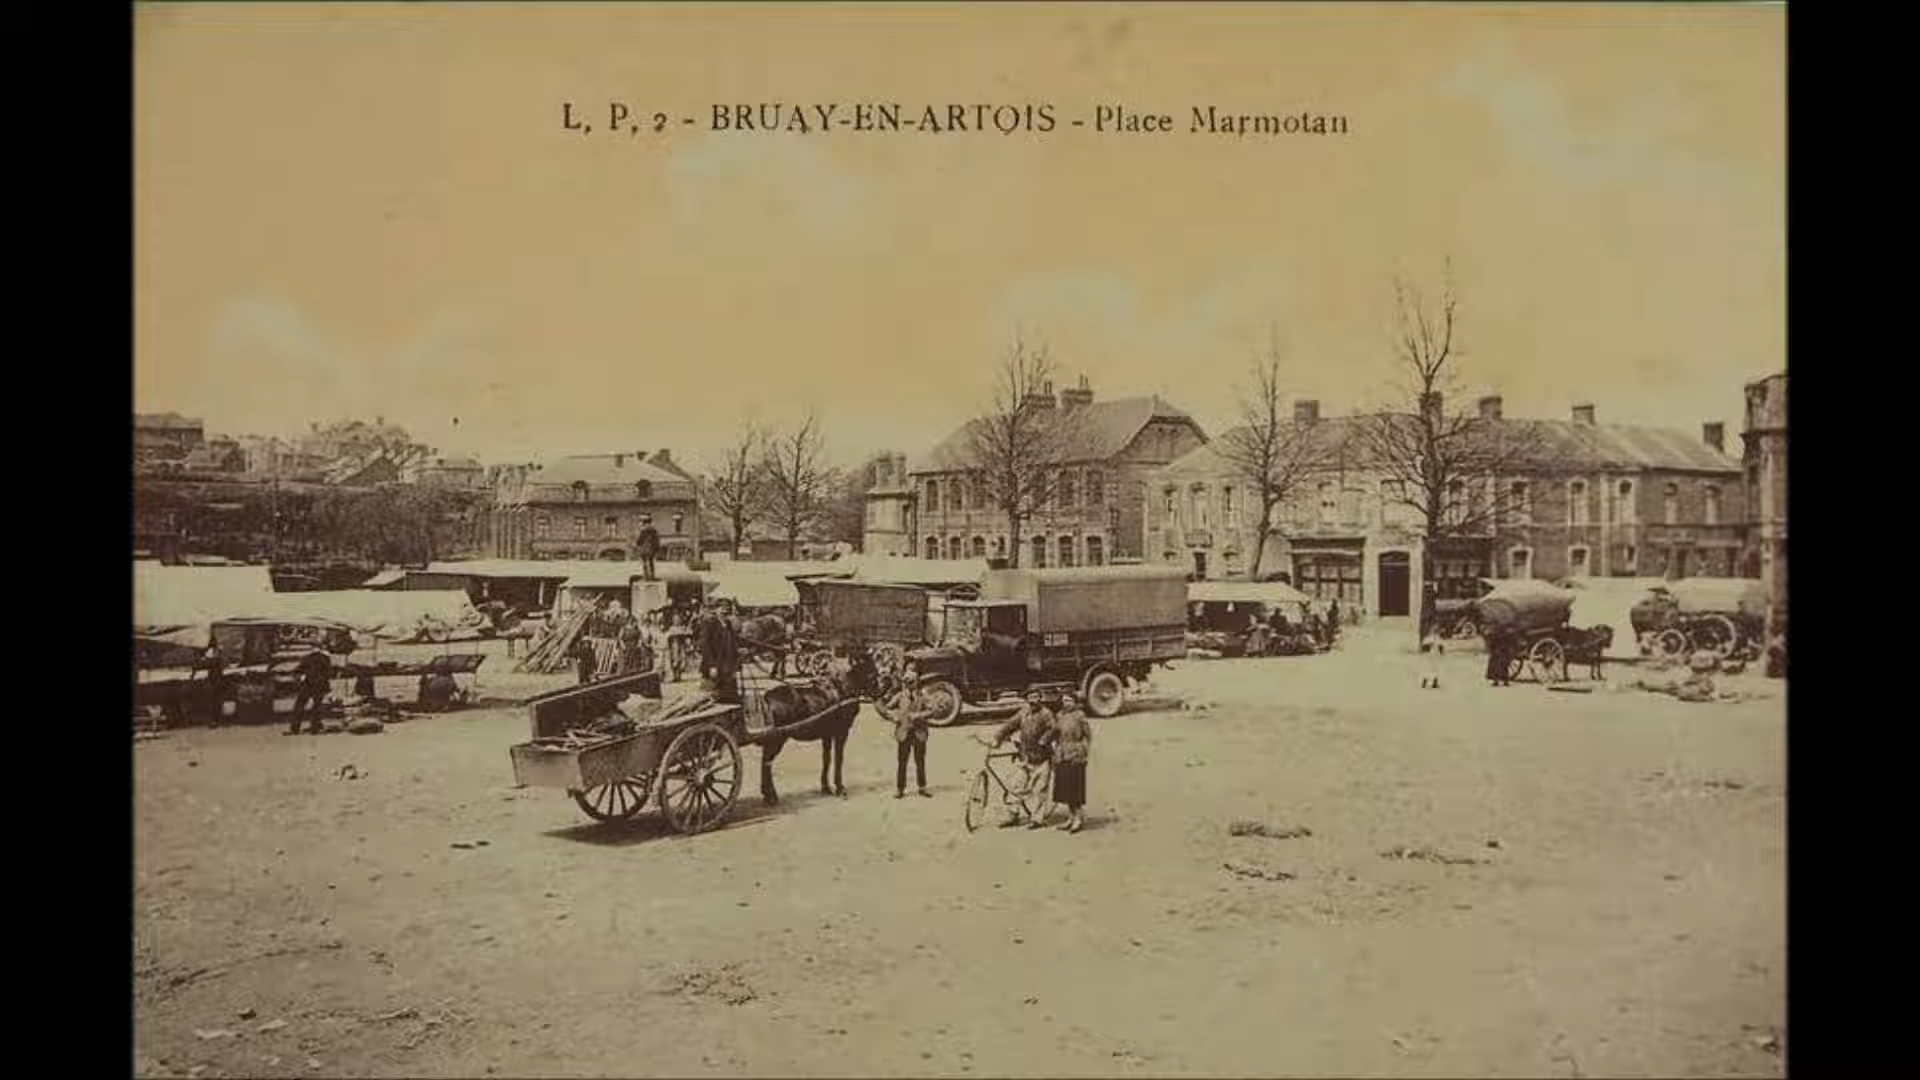 L, P, 2 - BRUAY-EN-ARTOIS - Place Marmotan